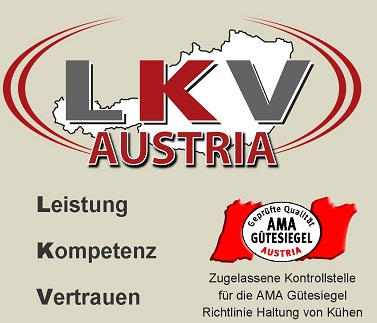 LKV
AUSTRIA
Leistung
Kompetenz
Vertrauen
Geprüfte Qualität
AMA
GÜTESIEGEL
AUSTRIA
Zugelassene Kontrollstelle
für die AMA Gütesiegel
Richtlinie Haltung von Kühen